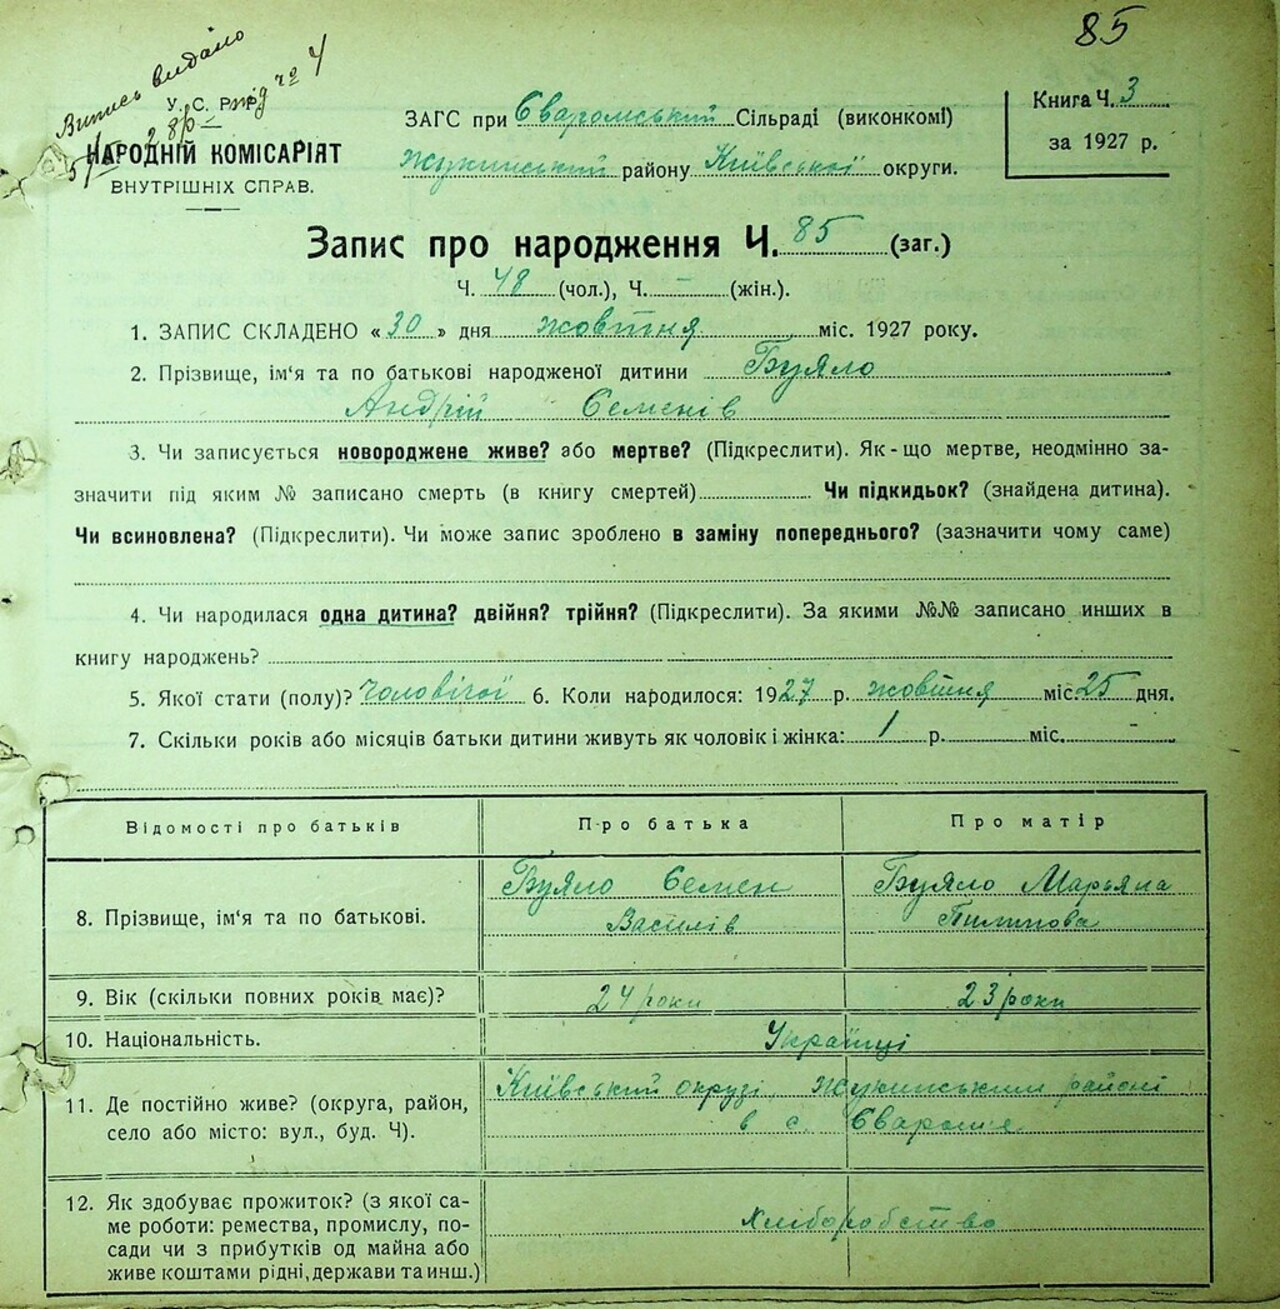 85
Випись видано
під ч. 4
У. С. Р. Р.
НАРОДНІЙ КОМІСАРІЯТ
ВНУТРІШНІХ СПРАВ.
ЗАГС при Єваромський Сільраді (виконкомі)
Жукинський району Київської округи.
Книга Ч. 3
за 1927 р.
Запис про народження Ч. 85 (заг.)
Ч. 48 (чол.), Ч. – (жін.).
1. ЗАПИС СКЛАДЕНО «30» дня жовтня міс. 1927 року.
2. Прізвище, ім‘я та по батькові народженої дитини Буяло
Андрій Семенів
3. Чи записується новороджене живе? або мертве? (Підкреслити). Як-що мертве, неодмінно за-
значити під яким № записано смерть (в книгу смертей) Чи підкидьок? (знайдена дитина).
Чи всиновлена? (Підкреслити). Чи може запис зроблено в заміну попереднього? (зазначити чому саме)
4. Чи народилася одна дитина? двійня? трійня? (Підкреслити). За якими №№ записано инших в
книгу народжень?
5. Якої стати (полу)? Чоловічої 6. Коли народилося: 1927 р. жовтня міс. 25 дня.
7. Скільки років або місяців батьки дитини живуть як чоловік і жінка: 1 р. міс. –
Відомості про батьків Про батька Про матір
8. Прізвище, ім‘я та по батькові. Буяло Семен Буяло Марьяна
Василів Пилипова
9. Вік (скільки повних років має)? 24 роки 23 роки
10. Національність. Українці
11. Де постійно живе? (округа, район, Київський окрузі, Жукинським районі
село або місто: вул., буд. Ч). в с. Єваромя
12. Як здобуває прожиток? (з якої са-
ме роботи: ремества, промислу, по- хліборобство
сади чи з прибутків од майна або
живе коштами рідні, держави та инш.)